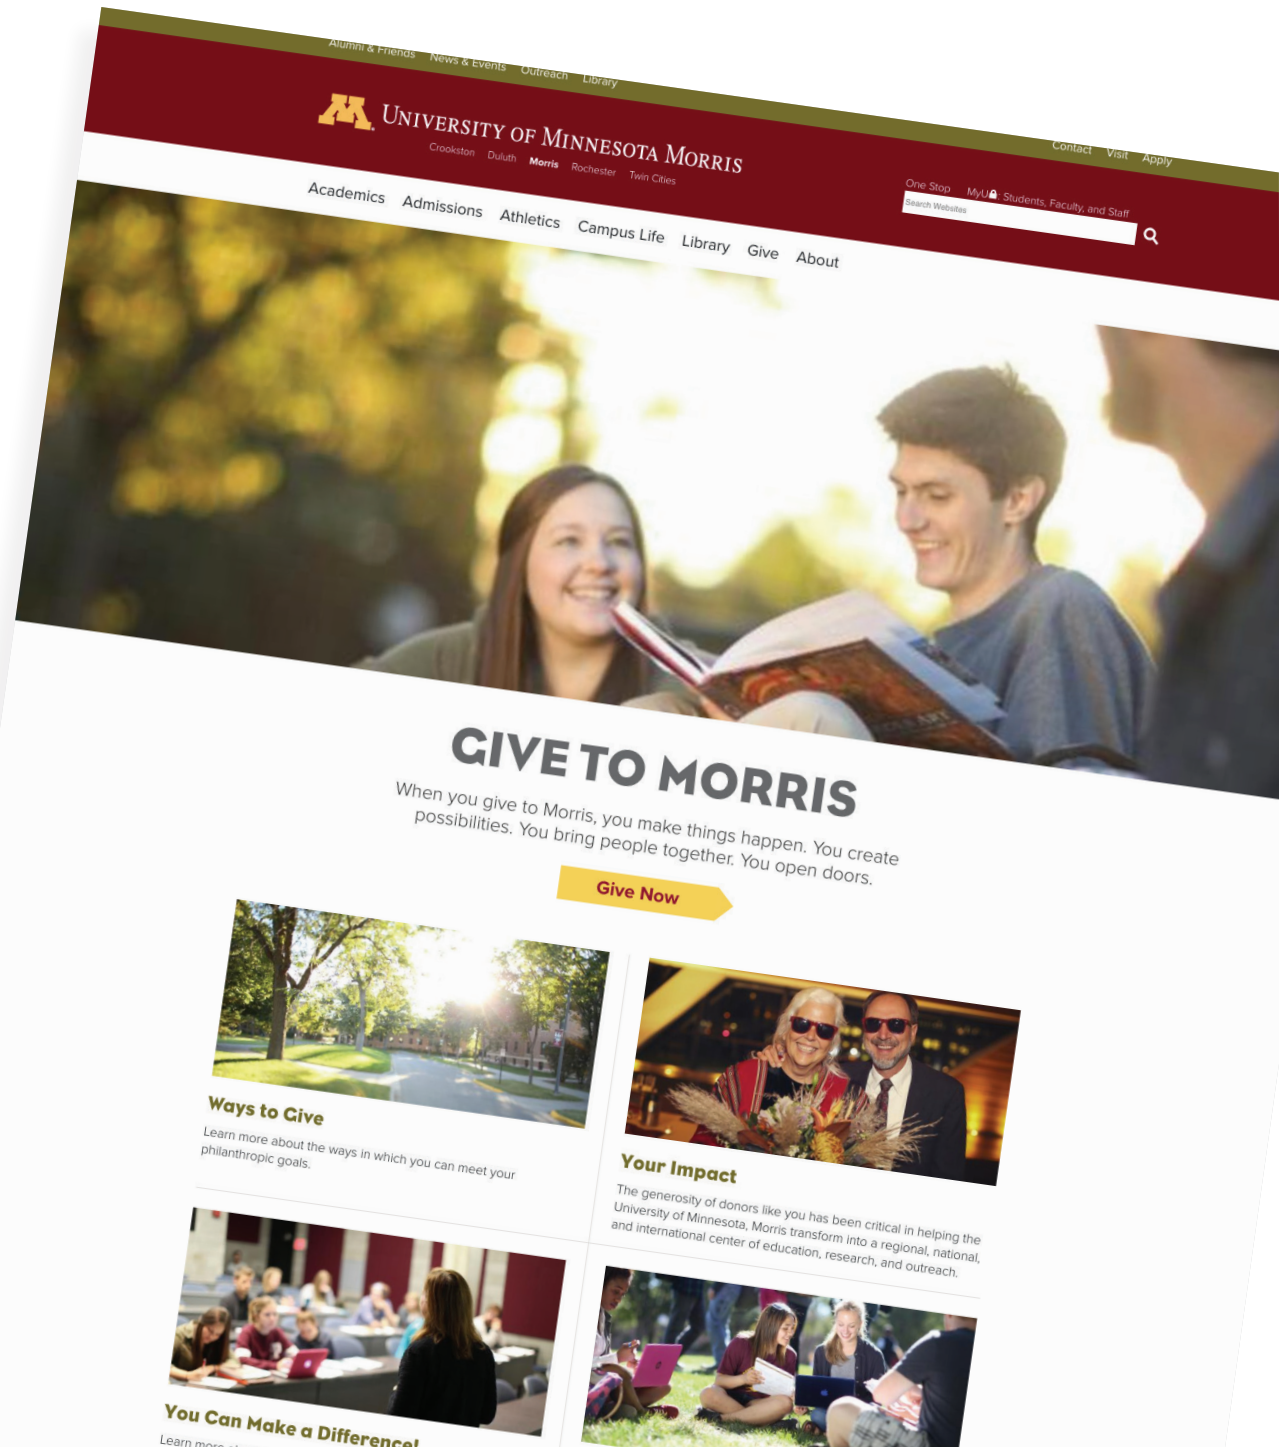 Alumni & Friends News & Events Outreach Library
Contact Visit Apply
M
UNIVERSITY OF MINNESOTA MORRIS
Crookston Duluth Morris Rochester Twin Cities
One Stop MyU: Students, Faculty, and Staff
Search Websites
Academics Admissions Athletics Campus Life Library Give About
GIVE TO MORRIS
When you give to Morris, you make things happen. You create
possibilities. You bring people together. You open doors.
Give Now
Ways to Give
Learn more about the ways in which you can meet your
philanthropic goals.
Your Impact
The generosity of donors like you has been critical in helping the
University of Minnesota, Morris transform into a regional, national,
and international center of education, research, and outreach.
You Can Make a Difference!
Learn more